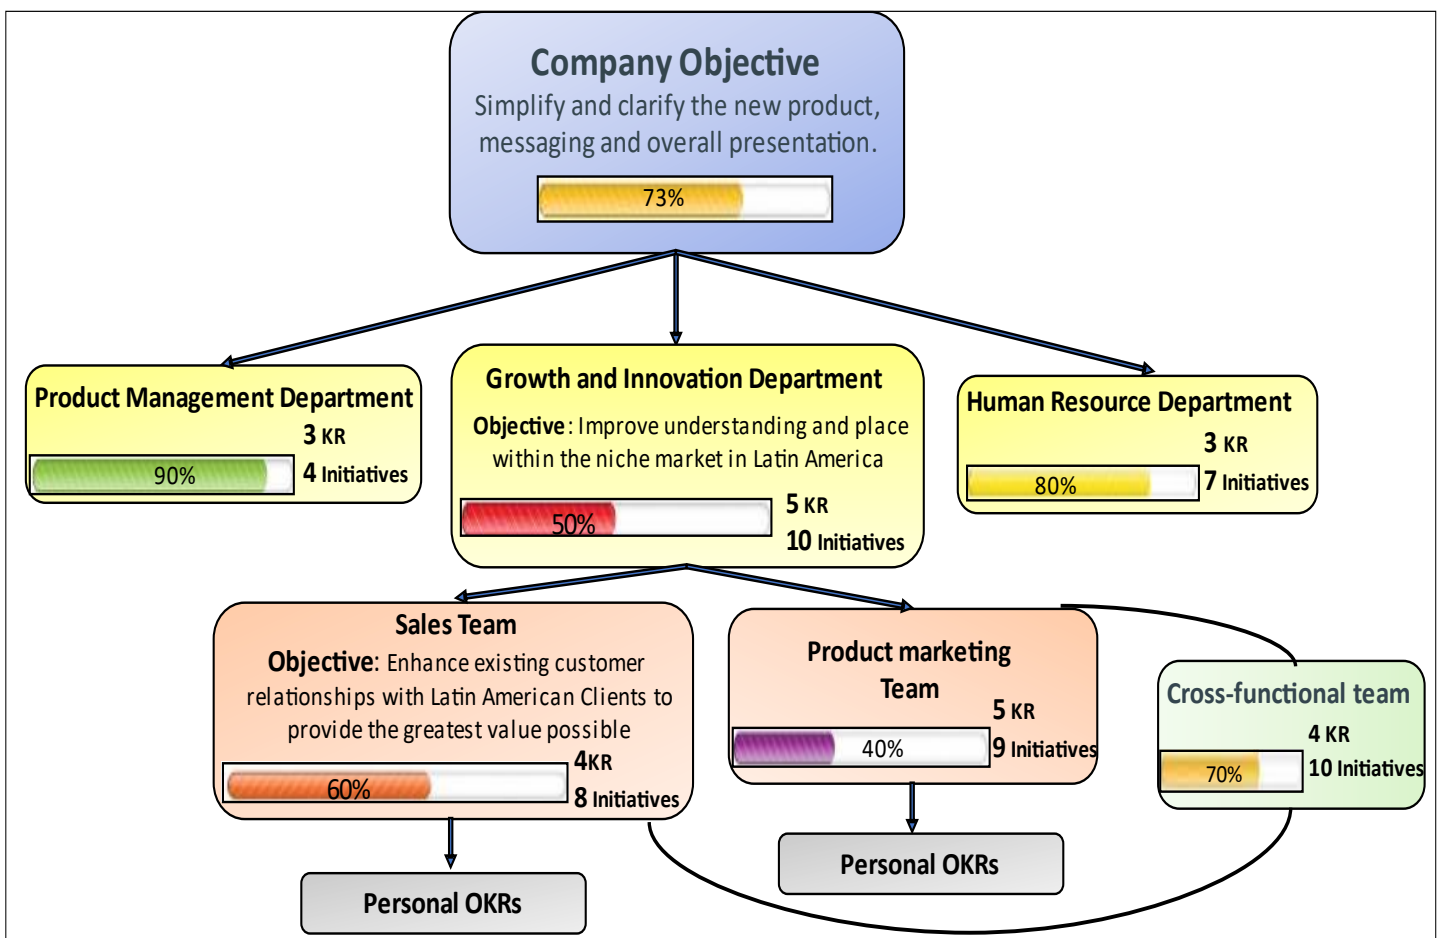 Company Objective
Simplify and clarify the new product,
messaging and overall presentation.
73%
Product Management Department
3 KR
90%
4 Initiatives
Growth and Innovation Department
Objective: Improve understanding and place
within the niche market in Latin America
50%
5 KR
10 Initiatives
Human Resource Department
3 KR
80%
7 Initiatives
Sales Team
Objective: Enhance existing customer
relationships with Latin American Clients to
provide the greatest value possible
4KR
60%
8 Initiatives
Product marketing
Team
5 KR
40%
9 Initiatives
Cross-functional team
4 KR
70%
10 Initiatives
Personal OKRs
Personal OKRs